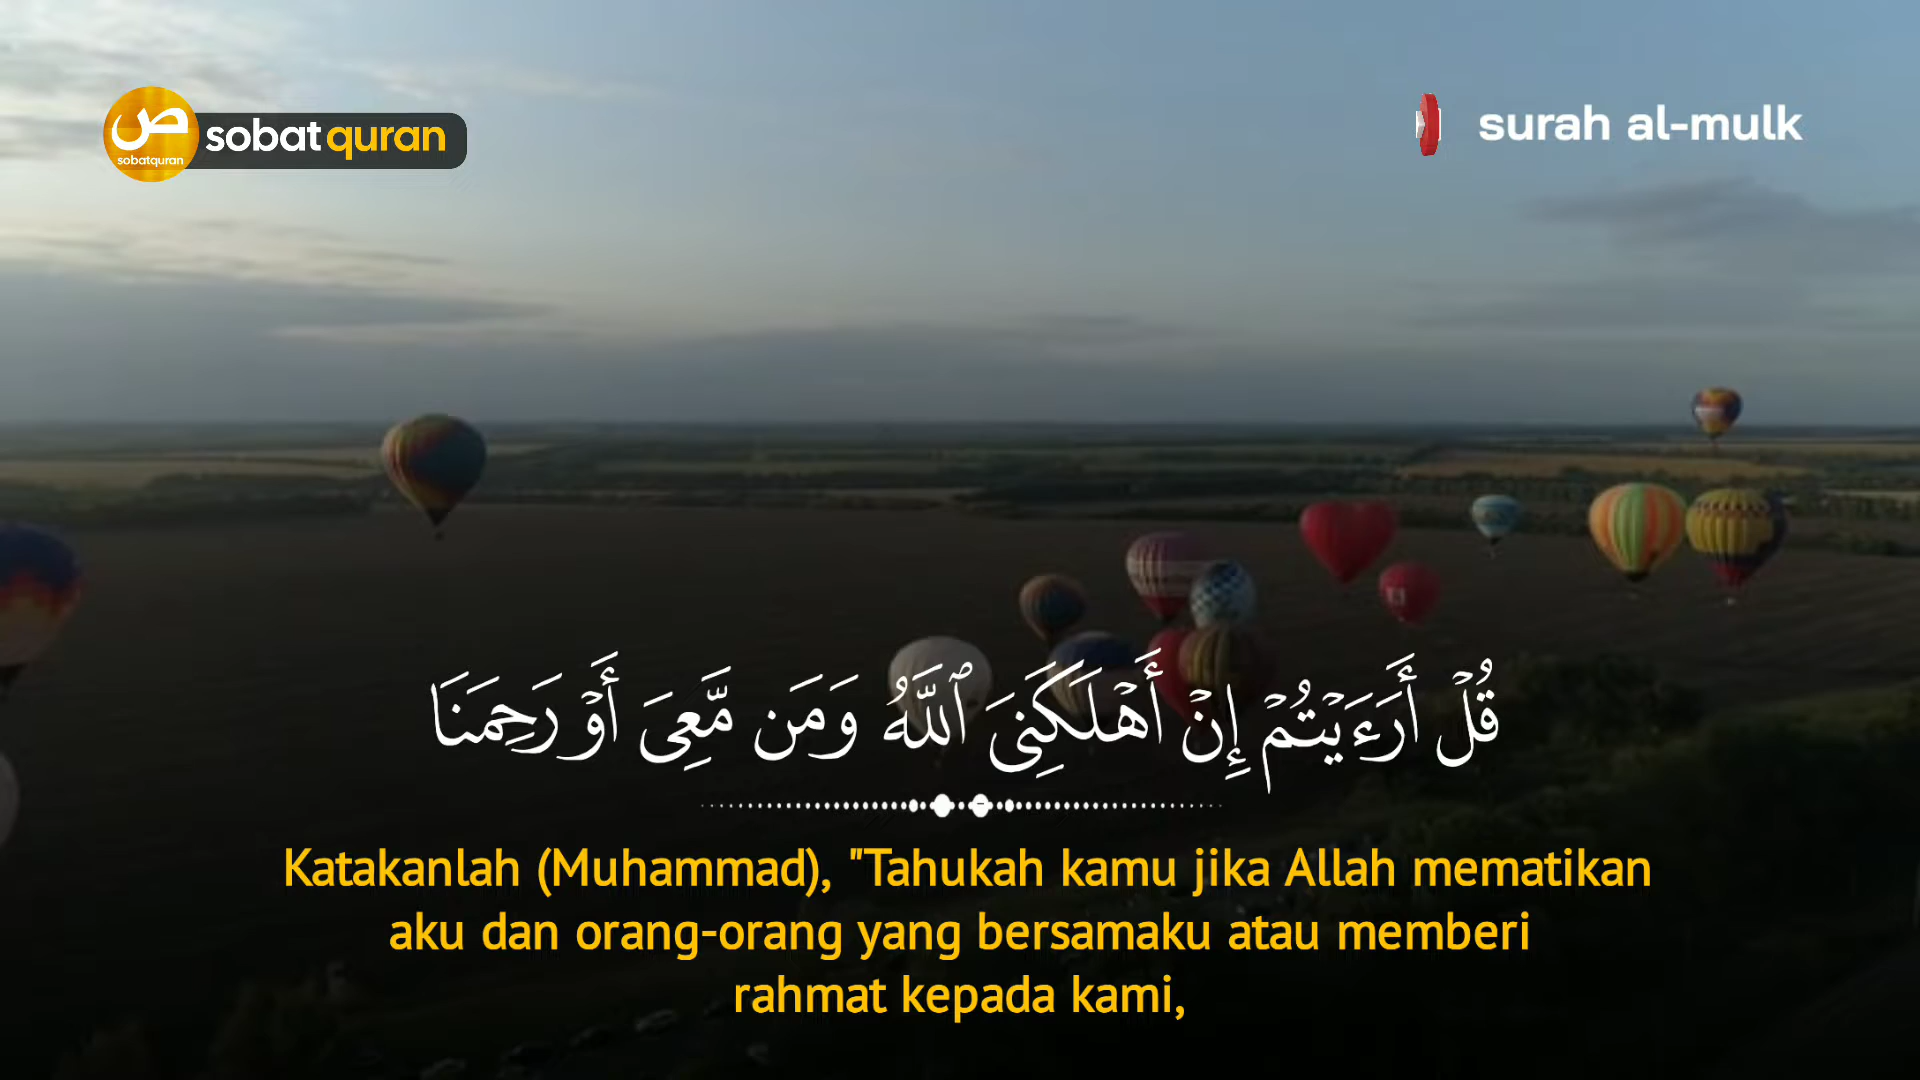 ص
sobatquran
sobat quran
surah al-mulk
قُلۡ أَرَءَيۡتُمۡ إِنۡ أَهۡلَكَنِىَ ٱللَّهُ وَمَن مَّعِىَ أَوۡ رَحِمَنَا
Katakanlah (Muhammad), "Tahukah kamu jika Allah mematikan
aku dan orang-orang yang bersamaku atau memberi
rahmat kepada kami,